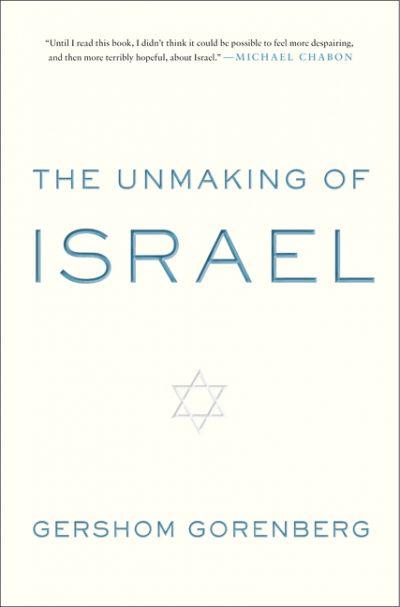 “Until I read this book, I didn’t think it could be possible to feel more despairing,
and then more terribly hopeful, about Israel.”—MICHAEL CHABON
THE UNMAKING OF
ISRAEL
GERSHOM GORENBERG